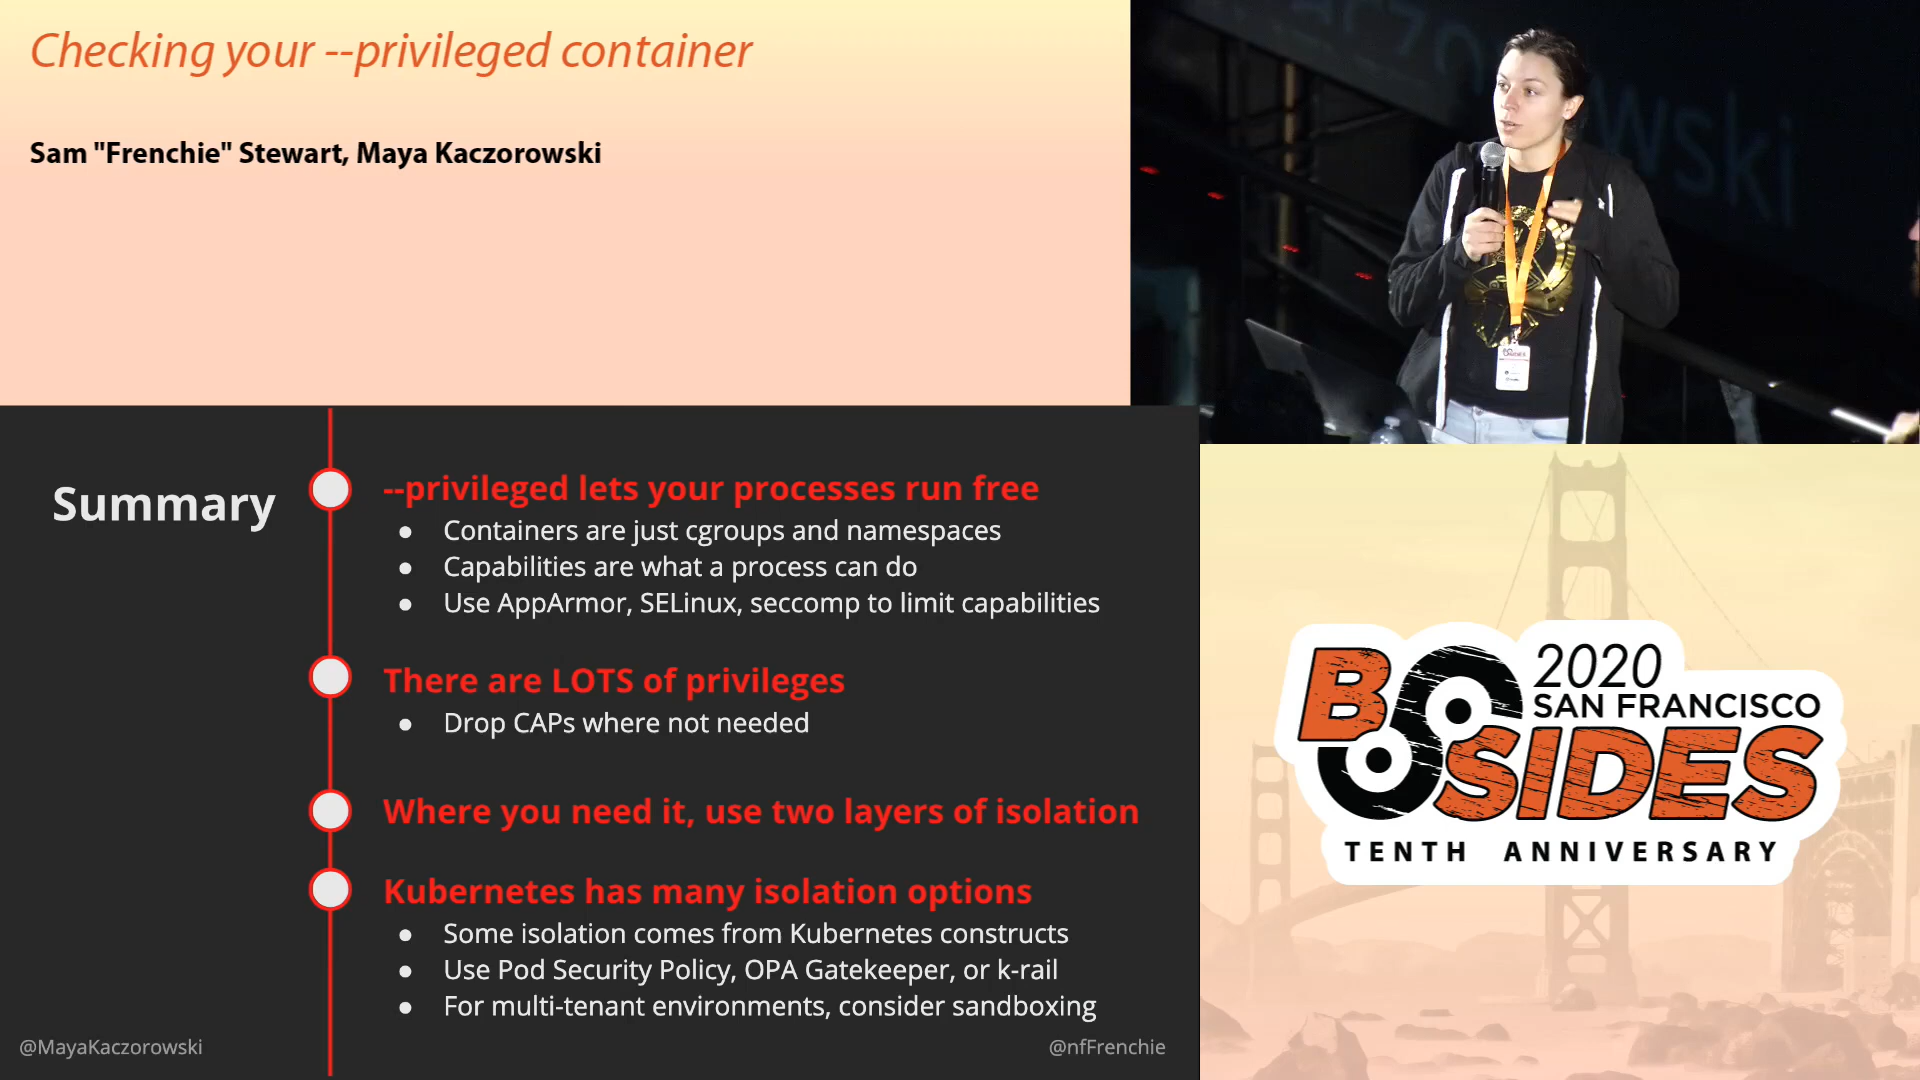 Checking your --privileged container
Sam "Frenchie" Stewart, Maya Kaczorowski
wski
Summary
--privileged lets your processes run free
● Containers are just cgroups and namespaces
● Capabilities are what a process can do
● Use AppArmor, SELinux, seccomp to limit capabilities
There are LOTS of privileges
● Drop CAPs where not needed
Where you need it, use two layers of isolation
Kubernetes has many isolation options
● Some isolation comes from Kubernetes constructs
● Use Pod Security Policy, OPA Gatekeeper, or k-rail
● For multi-tenant environments, consider sandboxing
@MayaKaczorowski
@nfFrenchie
2020
SAN FRANCISCO
BSIDES
TENTH ANNIVERSARY